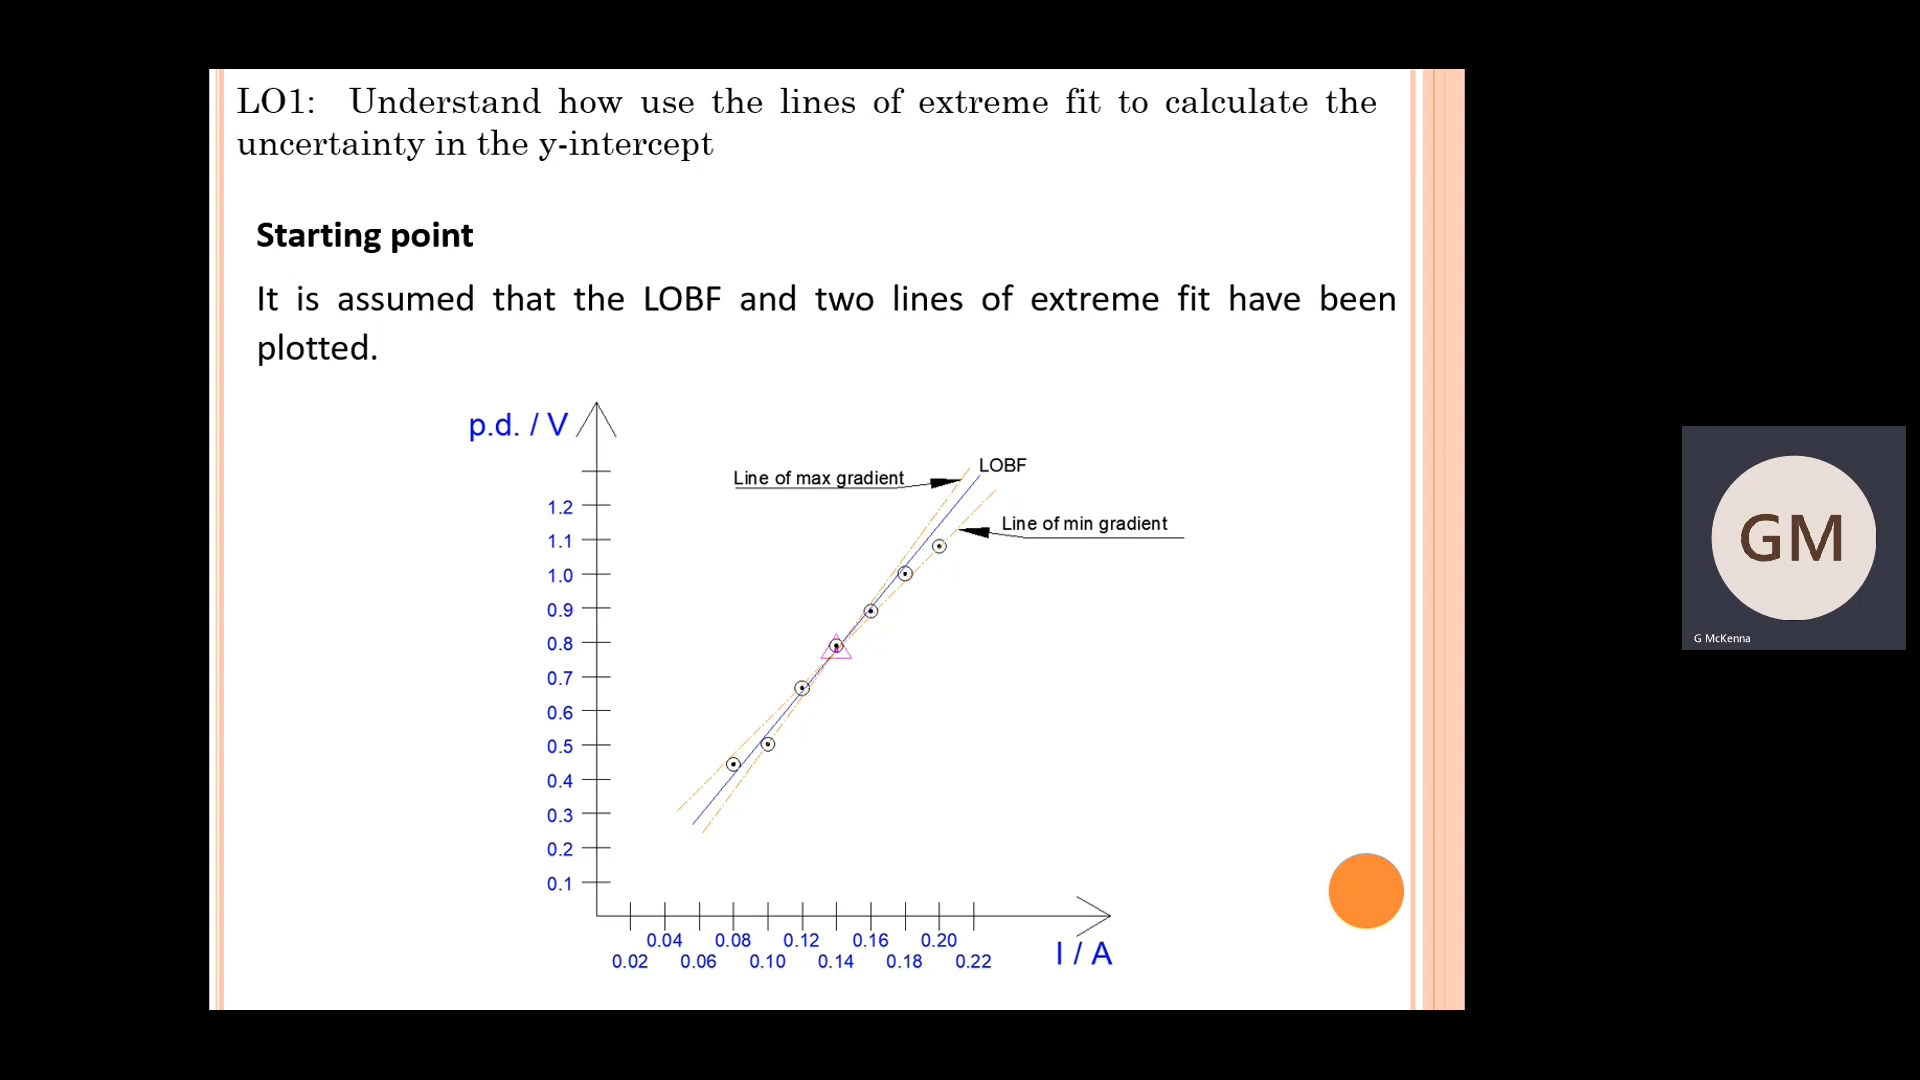 LO1: Understand how use the lines of extreme fit to calculate the
uncertainty in the y-intercept
Starting point
It is assumed that the LOBF and two lines of extreme fit have been
plotted.
p.d. / V
LOBF
Line of max gradient
Line of min gradient
1.2
1.1
1.0
0.9
0.8
0.7
0.6
0.5
0.4
0.3
0.2
0.1
0.04 0.08 0.12 0.16 0.20
0.02 0.06 0.10 0.14 0.18 0.22
I / A
GM
G McKenna